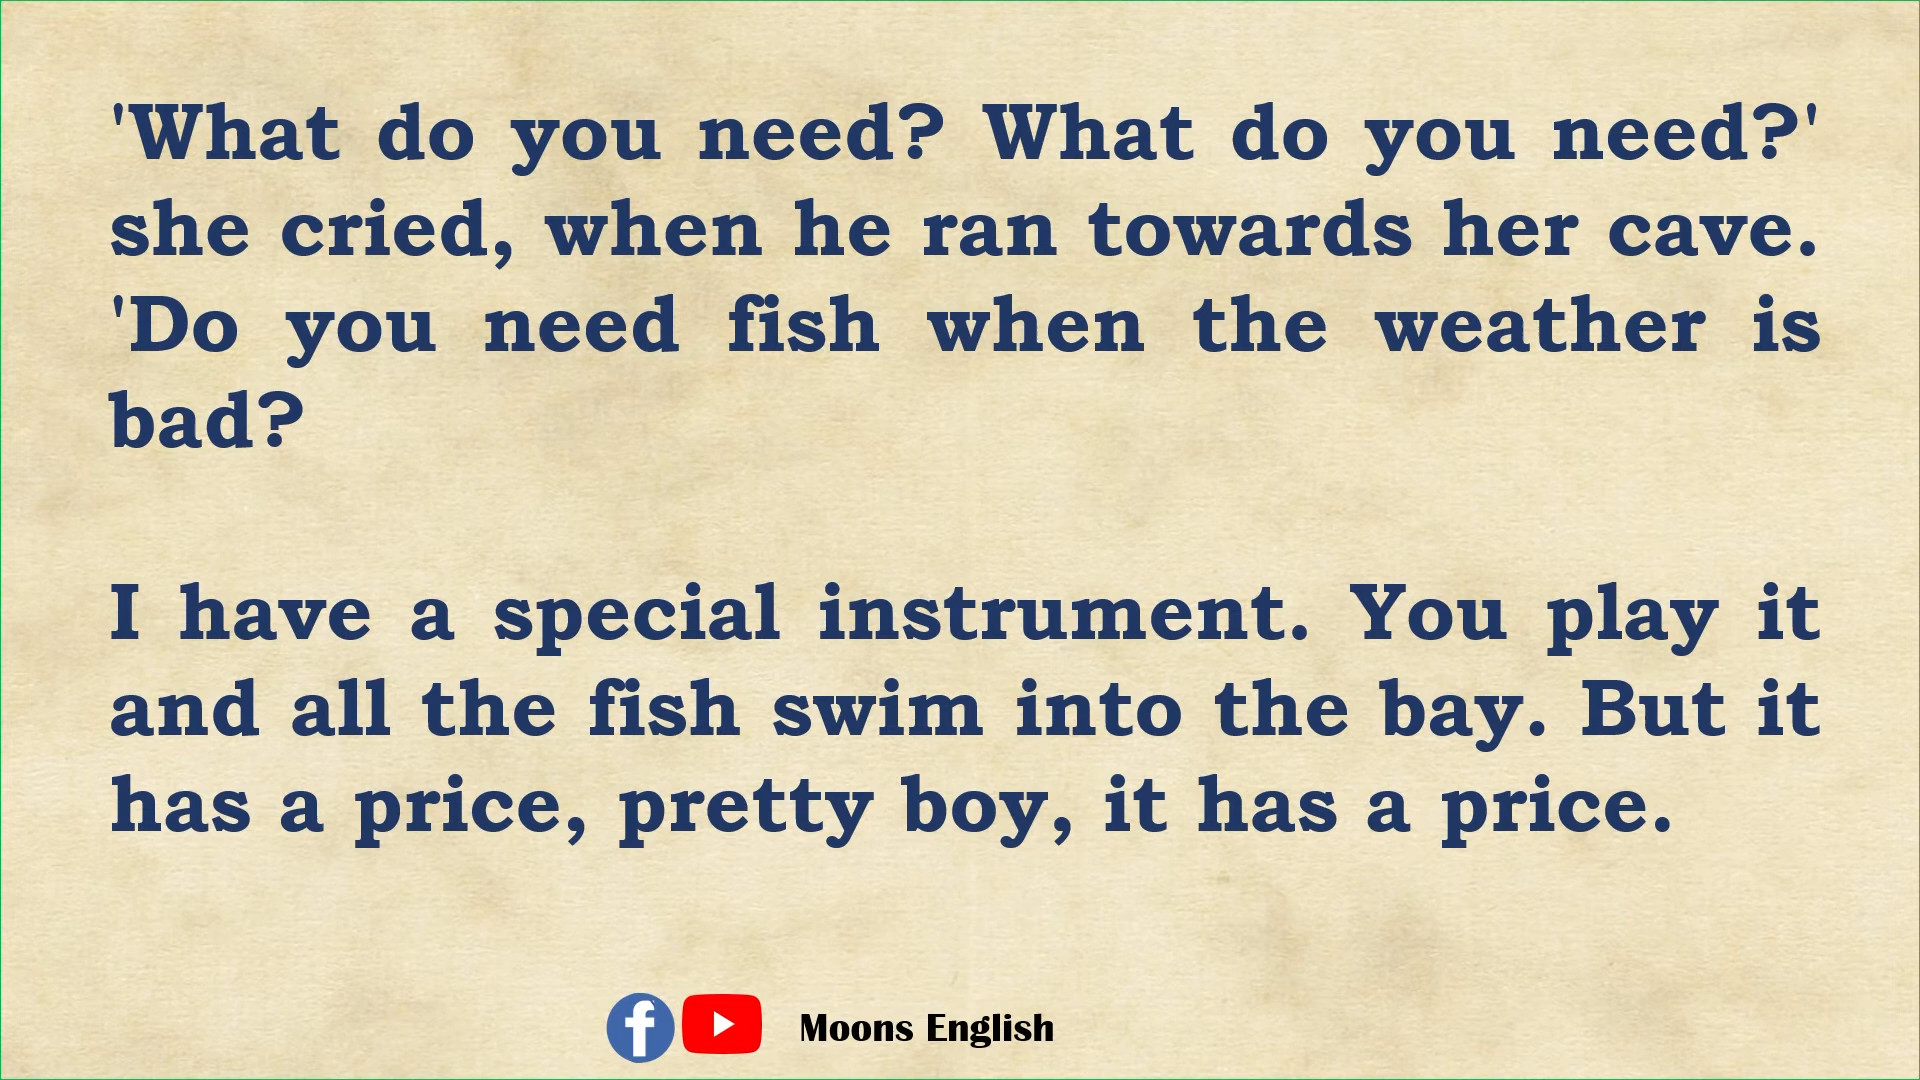 'What do you need? What do you need?'
she cried, when he ran towards her cave.
'Do you need fish when the weather is
bad?
I have a special instrument. You play it
and all the fish swim into the bay. But it
has a price, pretty boy, it has a price.
Moons English